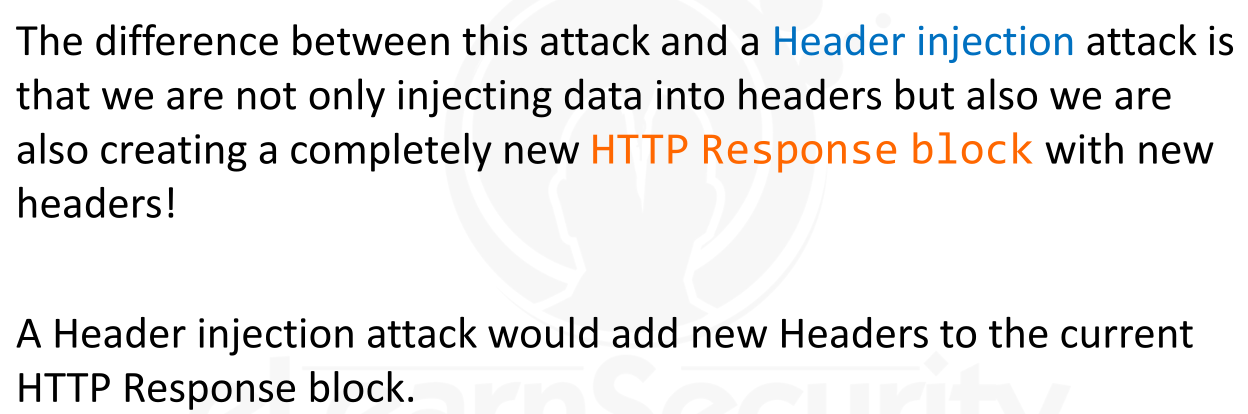 The difference between this attack and a Header injection attack is
that we are not only injecting data into headers but also we are
also creating a completely new HTTP Response block with new
headers!
A Header injection attack would add new Headers to the current
HTTP Response block.
eLearnSecurity